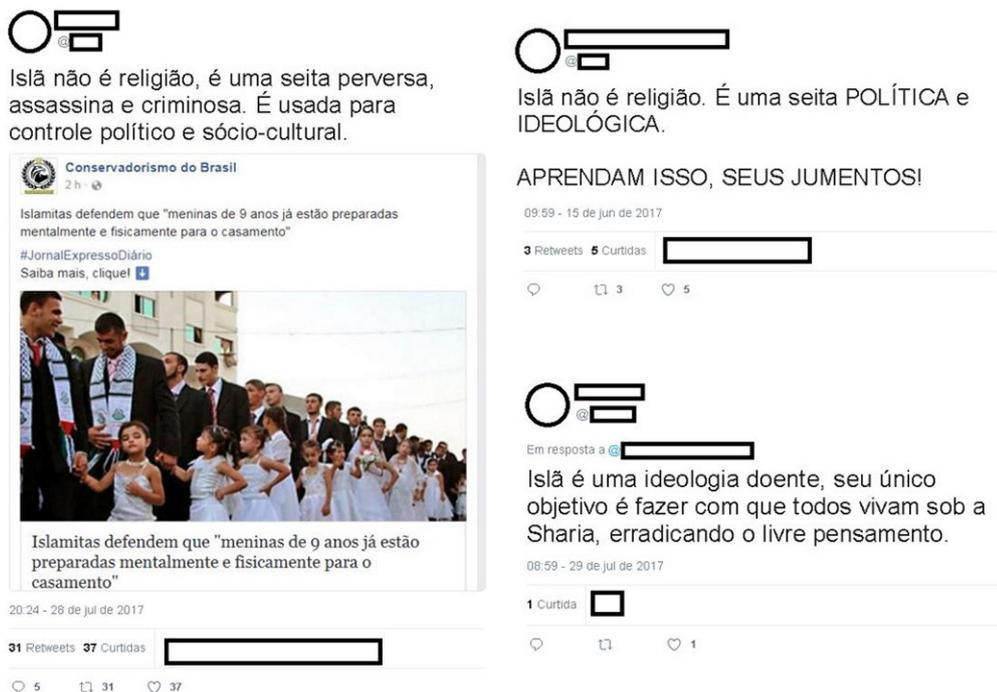 @
Islã não é religião, é uma seita perversa,
assassina e criminosa. É usada para
controle político e sócio-cultural.
Conservadorismo do Brasil
2 h ·
Islamitas defendem que "meninas de 9 anos já estão preparadas
mentalmente e fisicamente para o casamento"
#JornalExpressoDiário
Saiba mais, clique!
Islamitas defendem que "meninas de 9 anos já estão
preparadas mentalmente e fisicamente para o
casamento"
20:24 - 28 de jul de 2017
31 Retweets 37 Curtidas
5 31 37
@
Islã não é religião. É uma seita POLÍTICA e
IDEOLÓGICA.
APRENDAM ISSO, SEUS JUMENTOS!
09:59 - 15 de jun de 2017
3 Retweets 5 Curtidas
3 5
@
Em resposta a @
Islã é uma ideologia doente, seu único
objetivo é fazer com que todos vivam sob a
Sharia, erradicando o livre pensamento.
08:59 - 29 de jul de 2017
1 Curtida
1